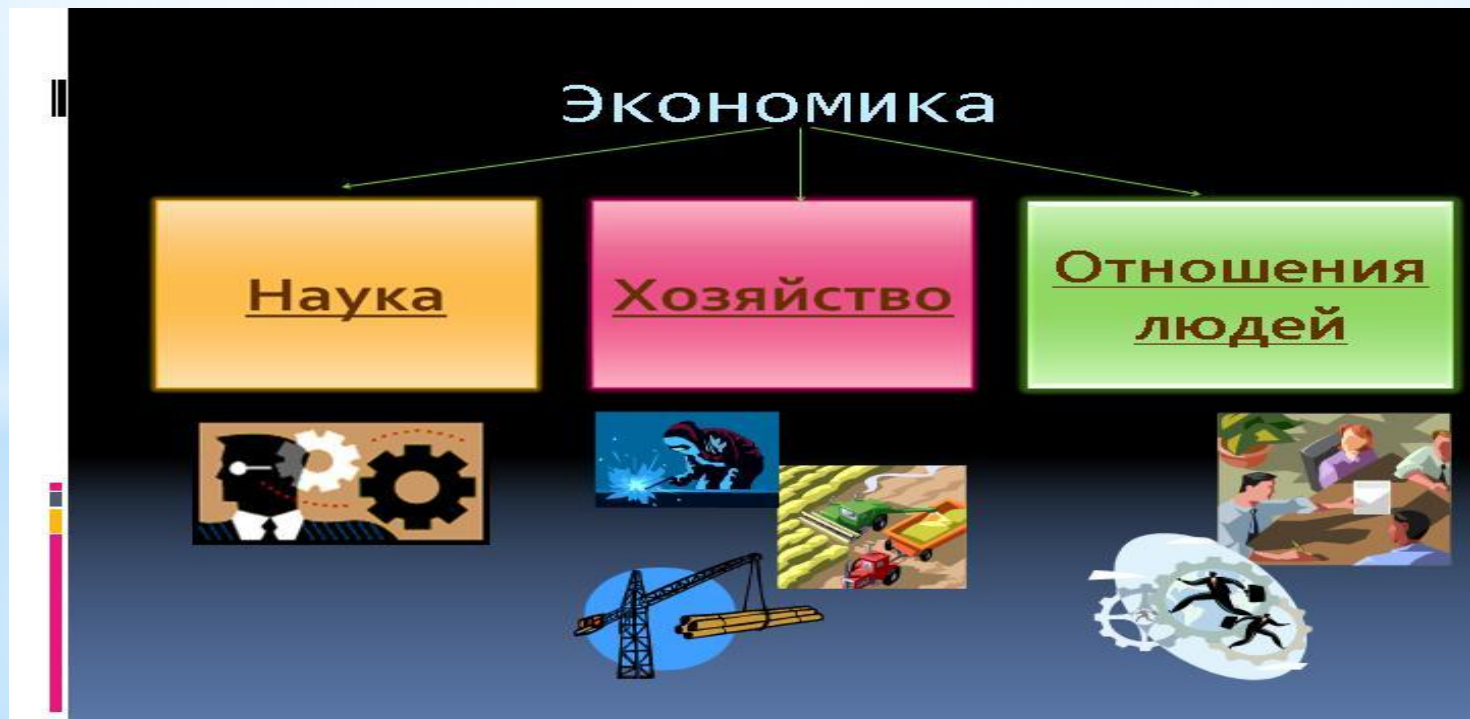 Экономика
Наука
Хозяйство
Отношения
людей